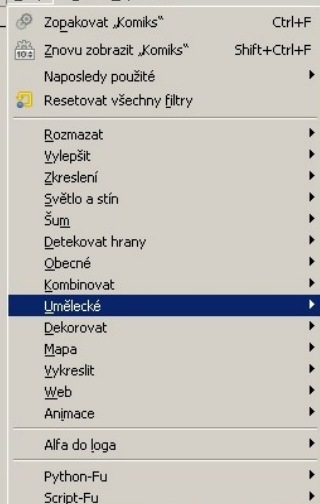 Zopakovat „Komiks“ Ctrl+F
Znovu zobrazit „Komiks“ Shift+Ctrl+F
Naposledy použité
Resetovat všechny filtry
Rozmazat
Vylepšit
Zkreslení
Světlo a stín
Šum
Detekovat hrany
Obecné
Kombinovat
Umělecké
Dekorovat
Mapa
Vykreslit
Web
Animace
Alfa do loga
Python-Fu
Script-Fu